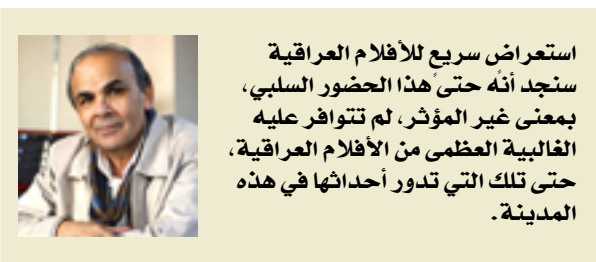 استعراض سريع للأفلام العراقية
سنجد أنه حتى هذا الحضور السلبي،
بمعنى غير المؤثر، لم تتوافر عليه
الغالبية العظمى من الأفلام العراقية،
حتى تلك التي تدور أحداثها في هذه
المدينة.